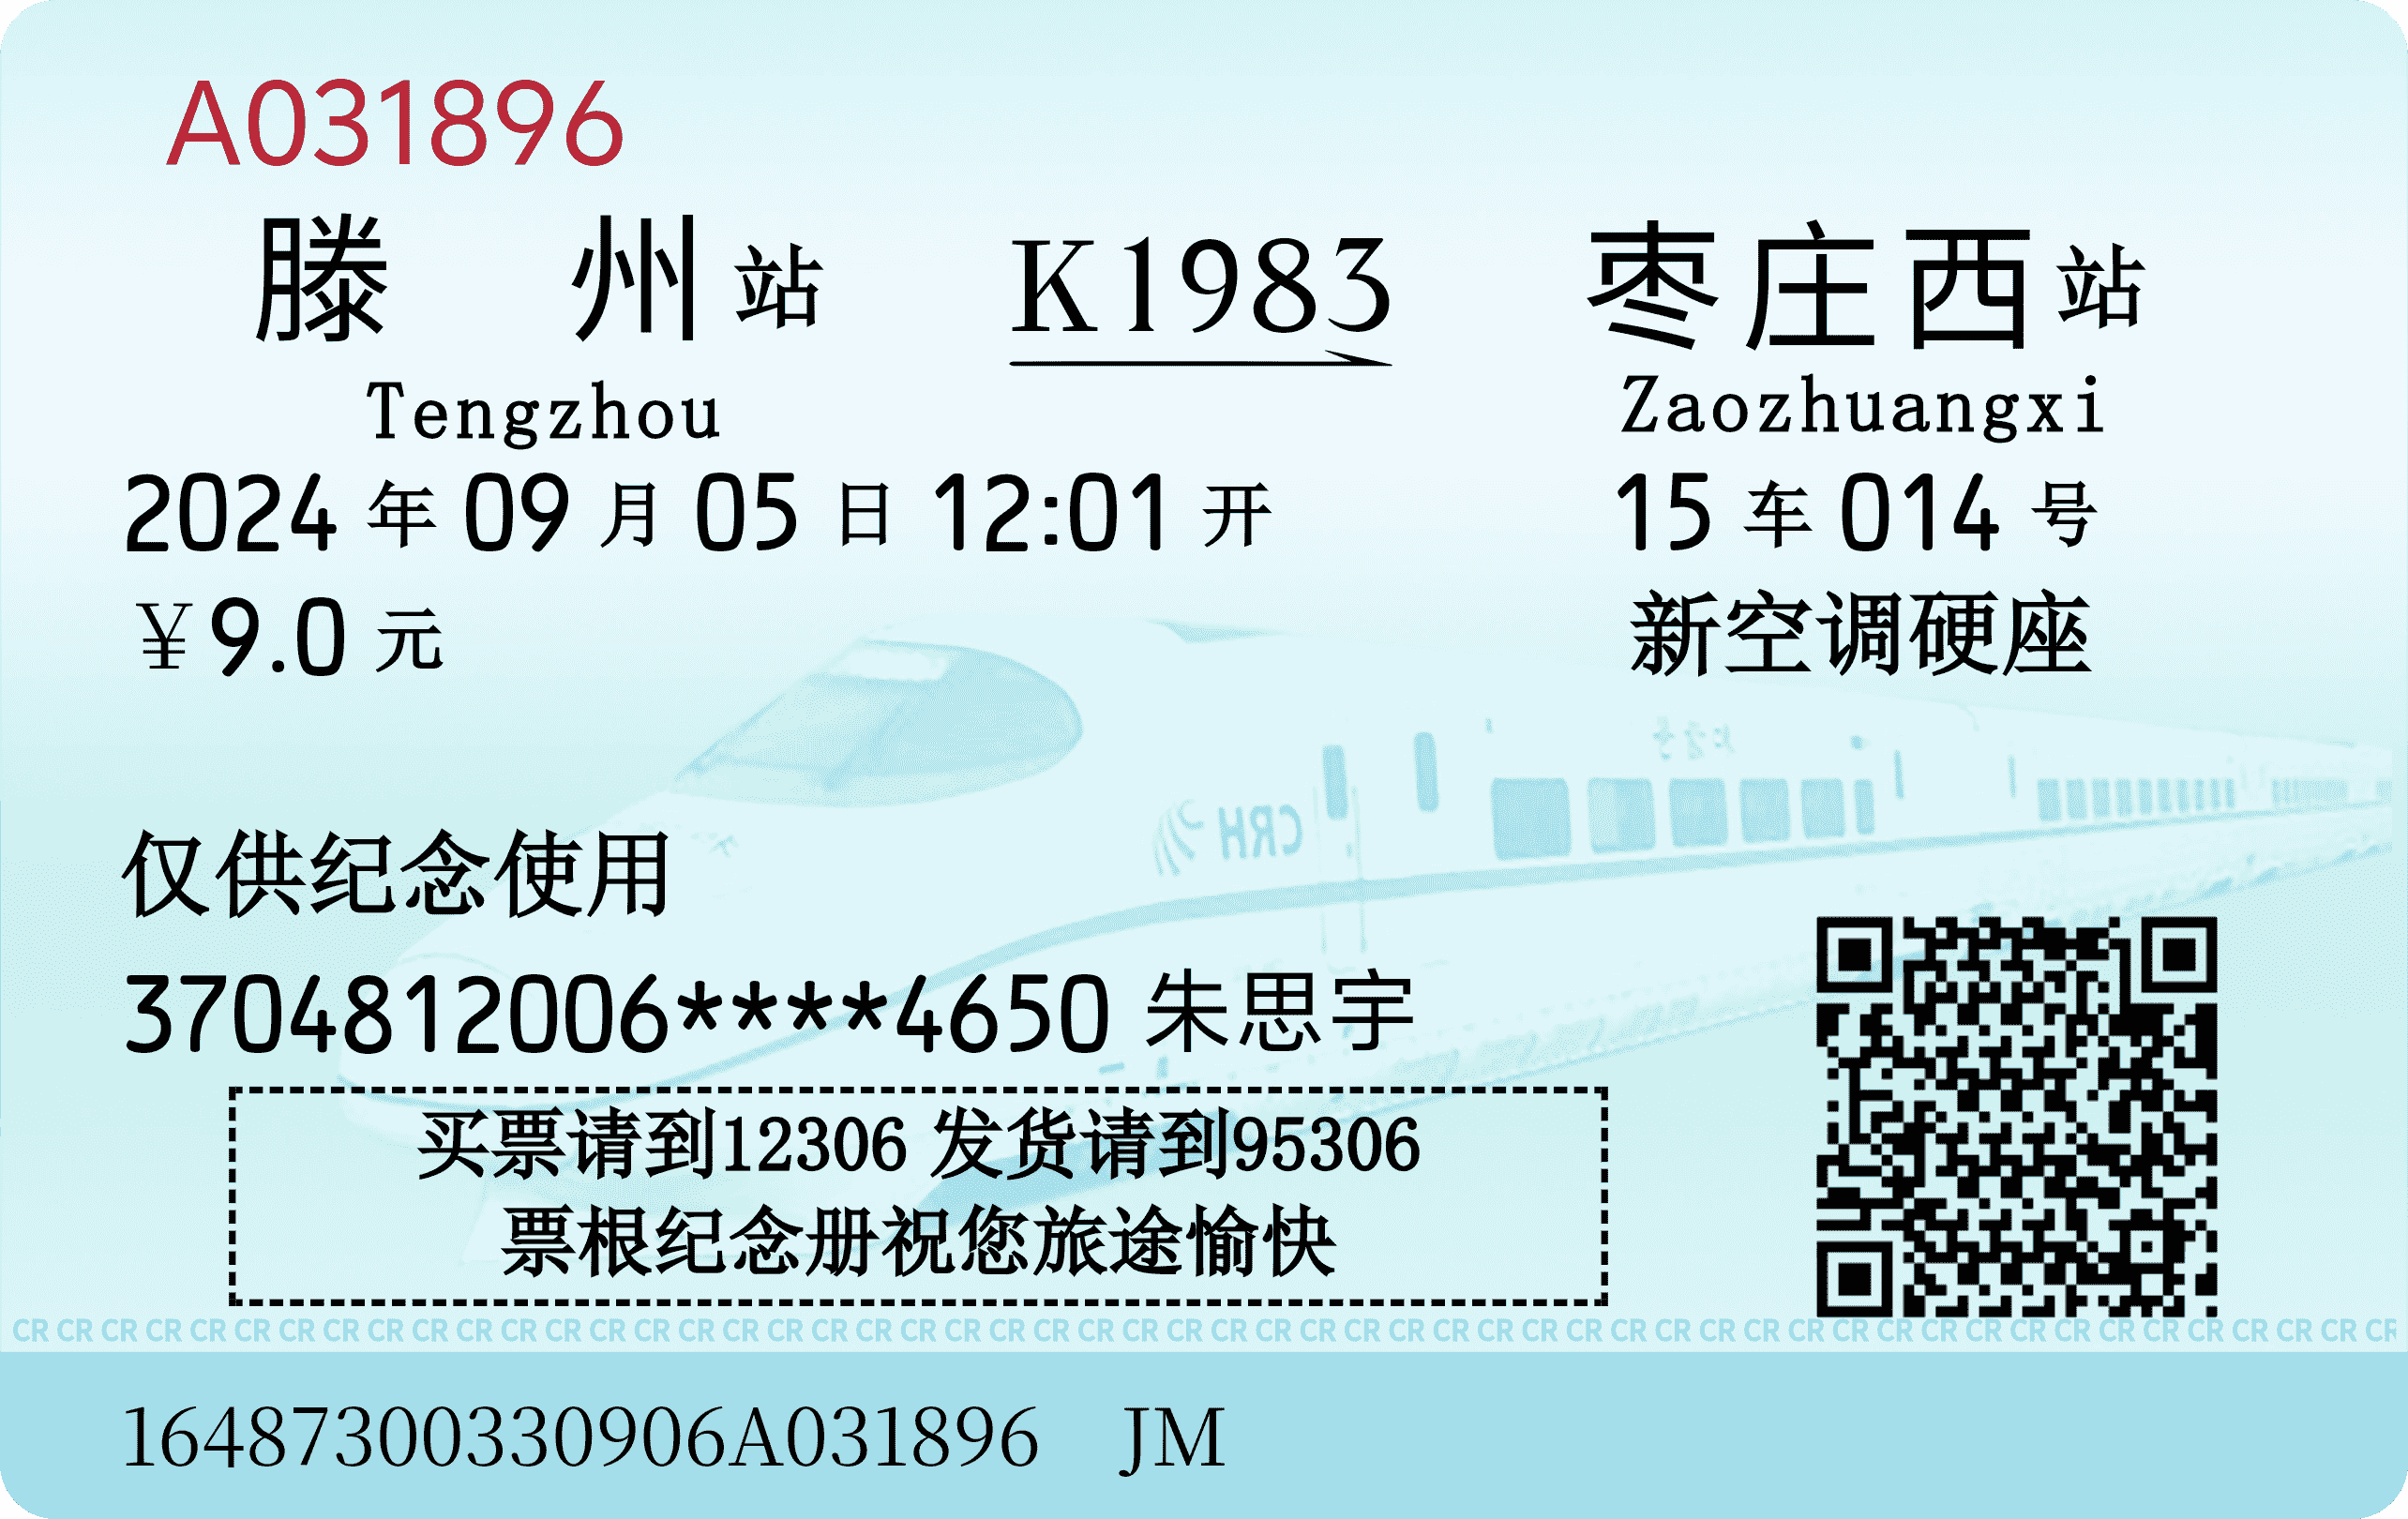 A031896
滕州站 K1983 枣庄西站
Tengzhou Zaozhuangxi
2024年09月05日12:01开 15车014号
¥9.0元 新空调硬座
仅供纪念使用
3704812006****4650 朱思宇
买票请到12306 发货请到95306
票根纪念册祝您旅途愉快
CRH
CR CR CR CR CR CR CR CR CR CR CR CR CR CR CR CR CR CR CR CR CR CR CR CR CR CR CR CR CR CR CR CR CR CR CR CR CR CR CR CR CR CR CR CR CR CR CR CR CR CR CR CR CR CR
16487300330906A031896 JM